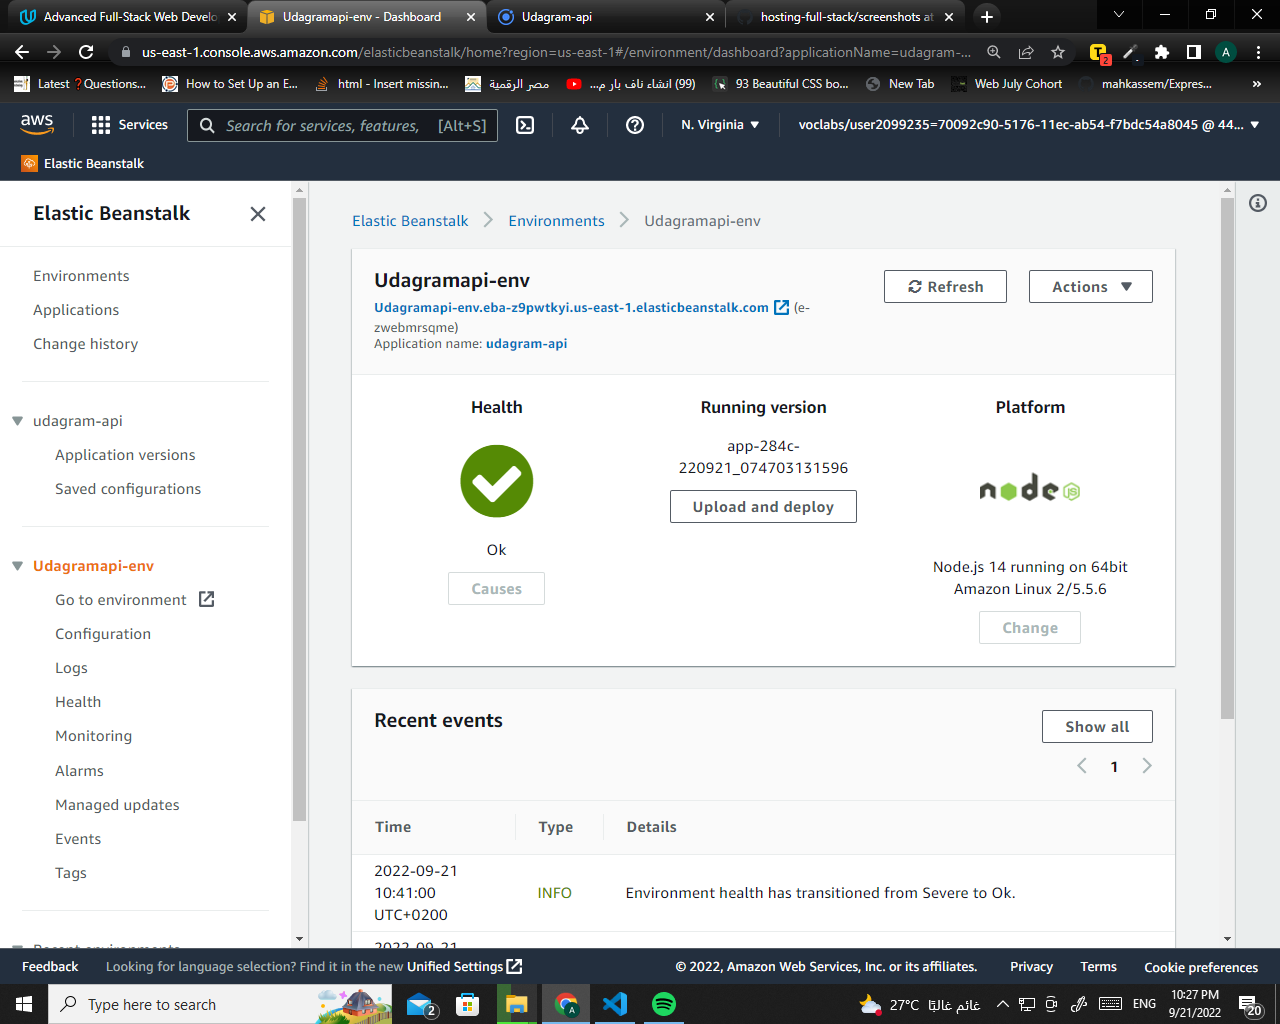 Advanced Full-Stack Web Develo
Udagramapi-env - Dashboard
Udagram-api
hosting-full-stack/screenshots at
us-east-1.console.aws.amazon.com/elasticbeanstalk/home?region=us-east-1#/environment/dashboard?applicationName=udagram-...
Latest ❓Questions...
How to Set Up an E...
html - Insert missin...
مصر الرقمية
(99) انشاء ناف بار م...
93 Beautiful CSS bo...
New Tab
Web July Cohort
mahkassem/Expres...
aws
Services
Search for services, features,
[Alt+S]
N. Virginia
voclabs/user2099235=70092c90-5176-11ec-ab54-f7bdc54a8045 @ 44...
Elastic Beanstalk
Elastic Beanstalk
Environments
Applications
Change history
udagram-api
Application versions
Saved configurations
Udagramapi-env
Go to environment
Configuration
Logs
Health
Monitoring
Alarms
Managed updates
Events
Tags
Elastic Beanstalk
Environments
Udagramapi-env
Udagramapi-env
Udagramapi-env.eba-z9pwtkyi.us-east-1.elasticbeanstalk.com (e-
zwebmrsqme)
Application name: udagram-api
Refresh
Actions
Health
Ok
Causes
Running version
app-284c-
220921_074703131596
Upload and deploy
Platform
node JS
Node.js 14 running on 64bit
Amazon Linux 2/5.5.6
Change
Recent events
Show all
1
Time
Type
Details
2022-09-21
10:41:00
UTC+0200
INFO
Environment health has transitioned from Severe to Ok.
2022-09-21
Feedback
Looking for language selection? Find it in the new Unified Settings
© 2022, Amazon Web Services, Inc. or its affiliates.
Privacy
Terms
Cookie preferences
Type here to search
2
27°C غائم غالبًا
ENG
10:27 PM
9/21/2022
20